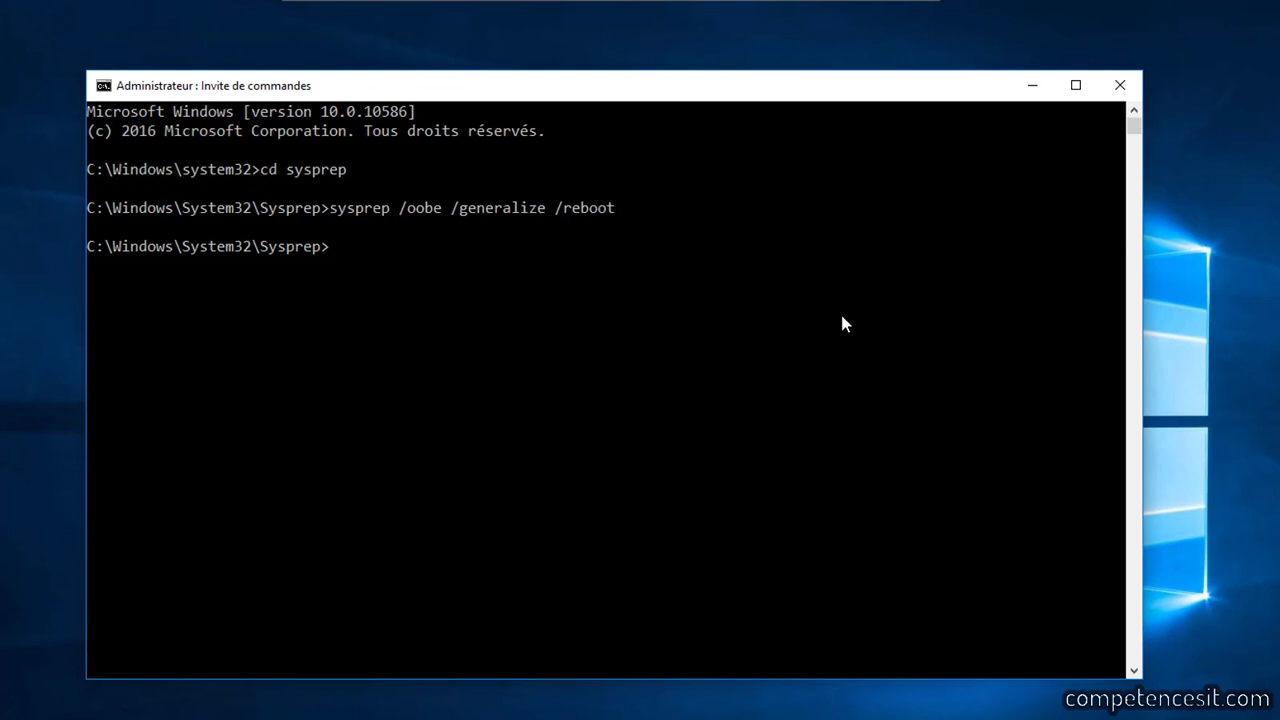 Administrateur : Invite de commandes
Microsoft Windows [version 10.0.10586]
(c) 2016 Microsoft Corporation. Tous droits réservés.
C:\Windows\system32>cd sysprep
C:\Windows\System32\Sysprep>sysprep /oobe /generalize /reboot
C:\Windows\System32\Sysprep>
competencesit.com